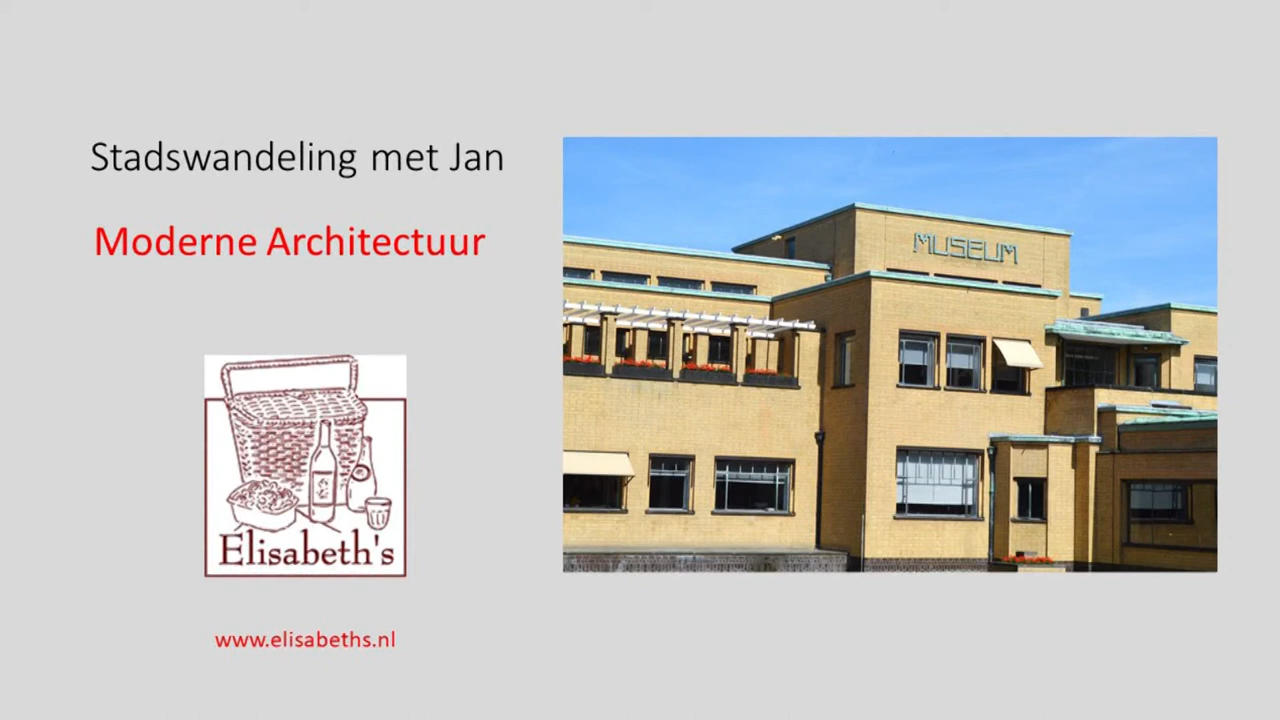 Stadswandeling met Jan
Moderne Architectuur
MUSEUM
Elisabeth's
www.elisabeths.nl